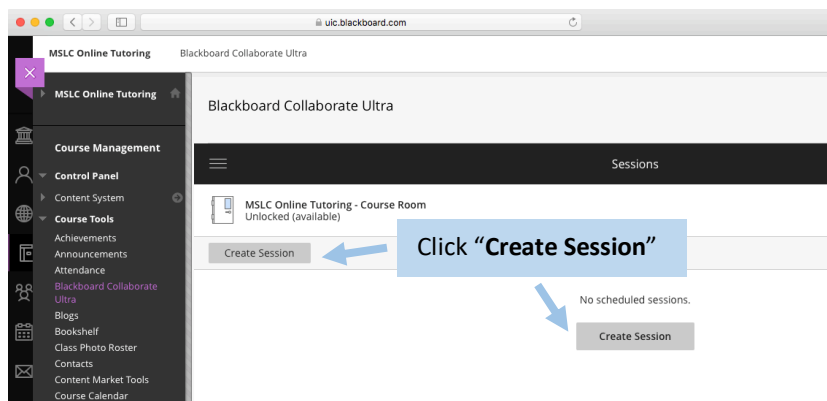 uic.blackboard.com
MSLC Online Tutoring Blackboard Collaborate Ultra
MSLC Online Tutoring
Blackboard Collaborate Ultra
Course Management
Sessions
Control Panel
Content System
MSLC Online Tutoring - Course Room
Unlocked (available)
Course Tools
Achievements
Announcements
Attendance
Blackboard Collaborate
Ultra
Blogs
Bookshelf
Class Photo Roster
Contacts
Content Market Tools
Course Calendar
Create Session
Click “Create Session”
No scheduled sessions.
Create Session